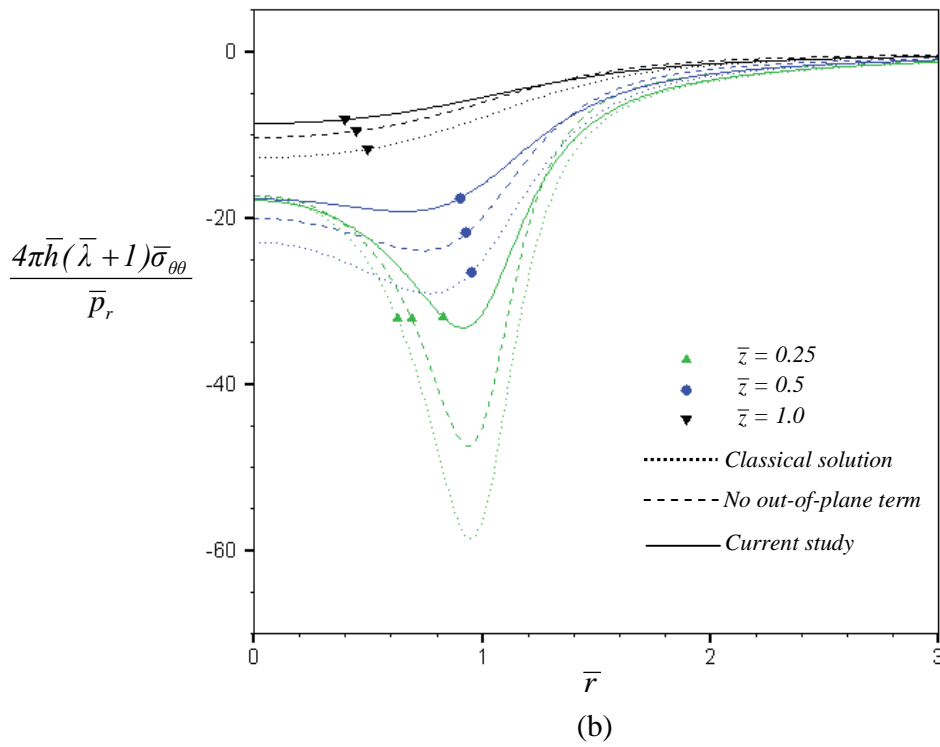 0
-20
-40
-60
0 1 2 3
4πh̅(λ̅+1)σ̅θθ
p̅r
r̅
z̅ = 0.25
z̅ = 0.5
z̅ = 1.0
Classical solution
No out-of-plane term
Current study
(b)